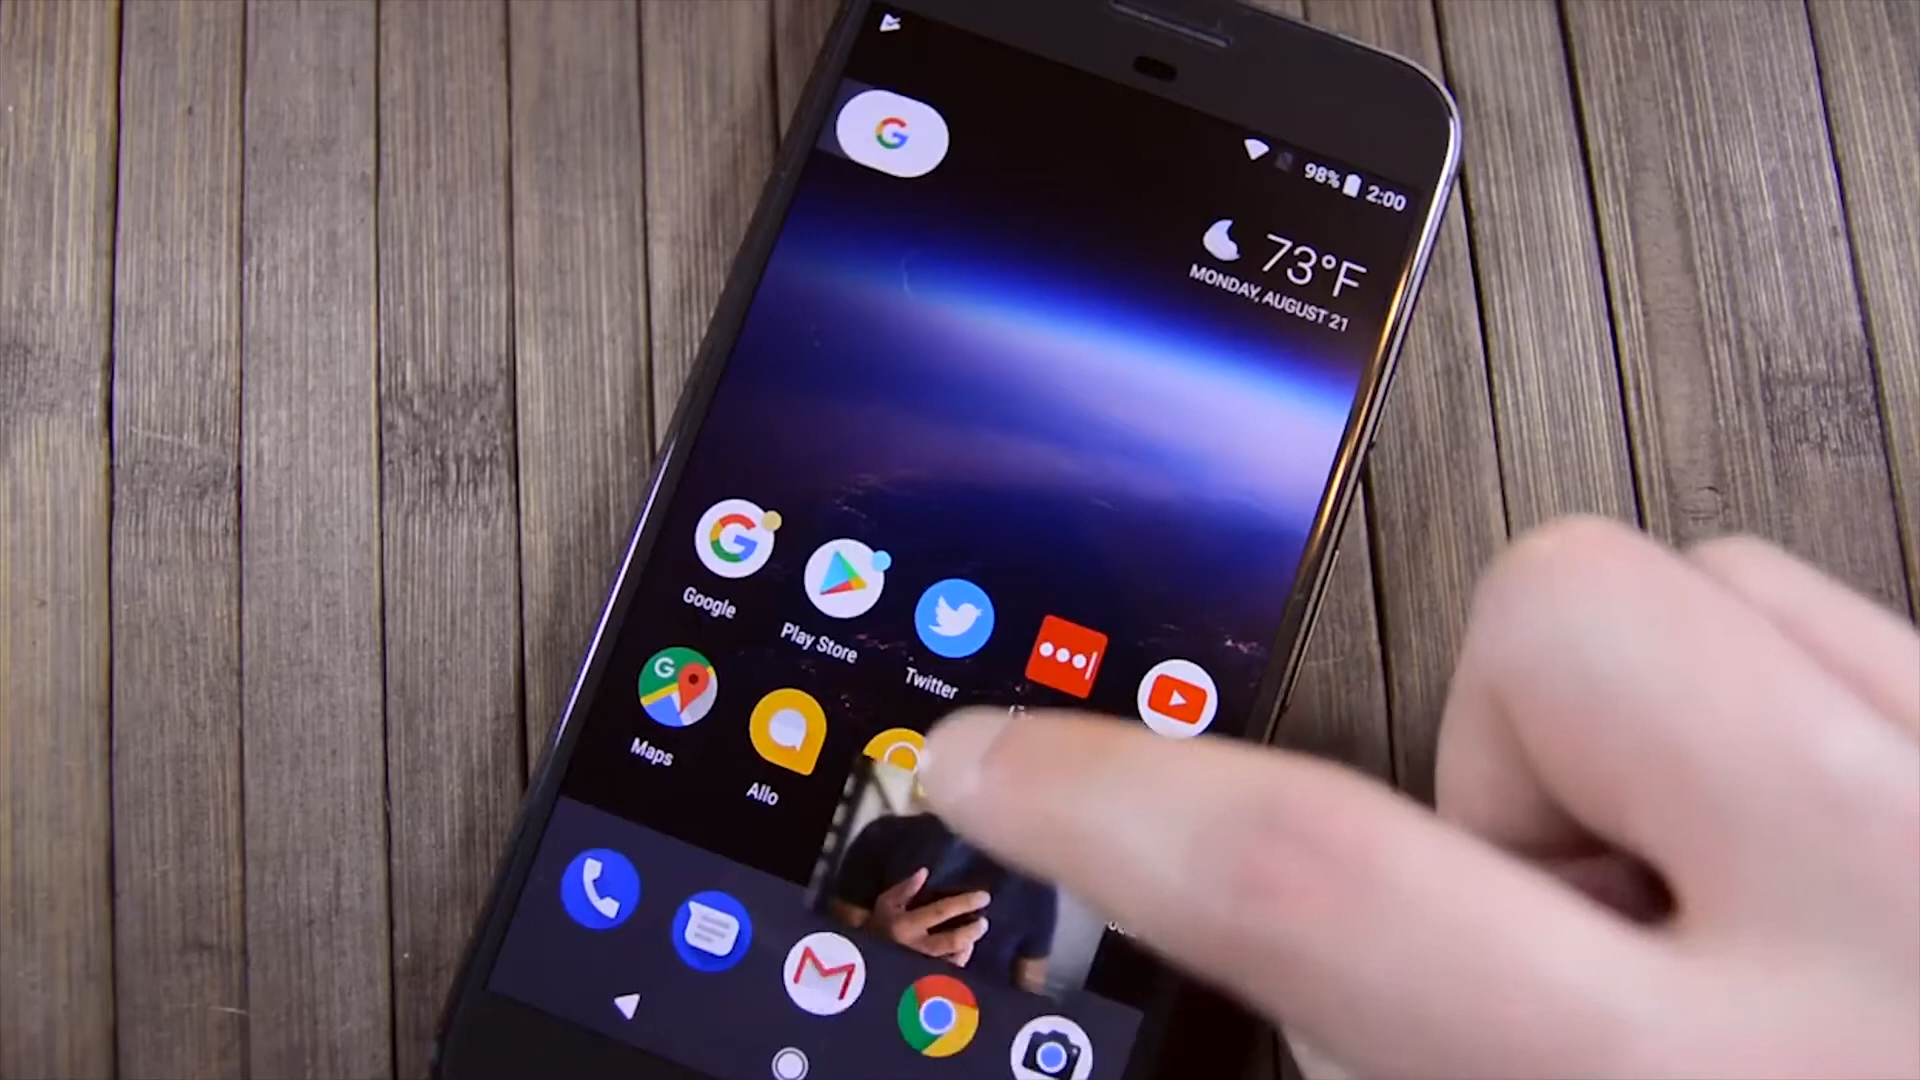 G
98% 2:00
73°F
MONDAY, AUGUST 21
Google
Play Store
Twitter
Maps
Allo